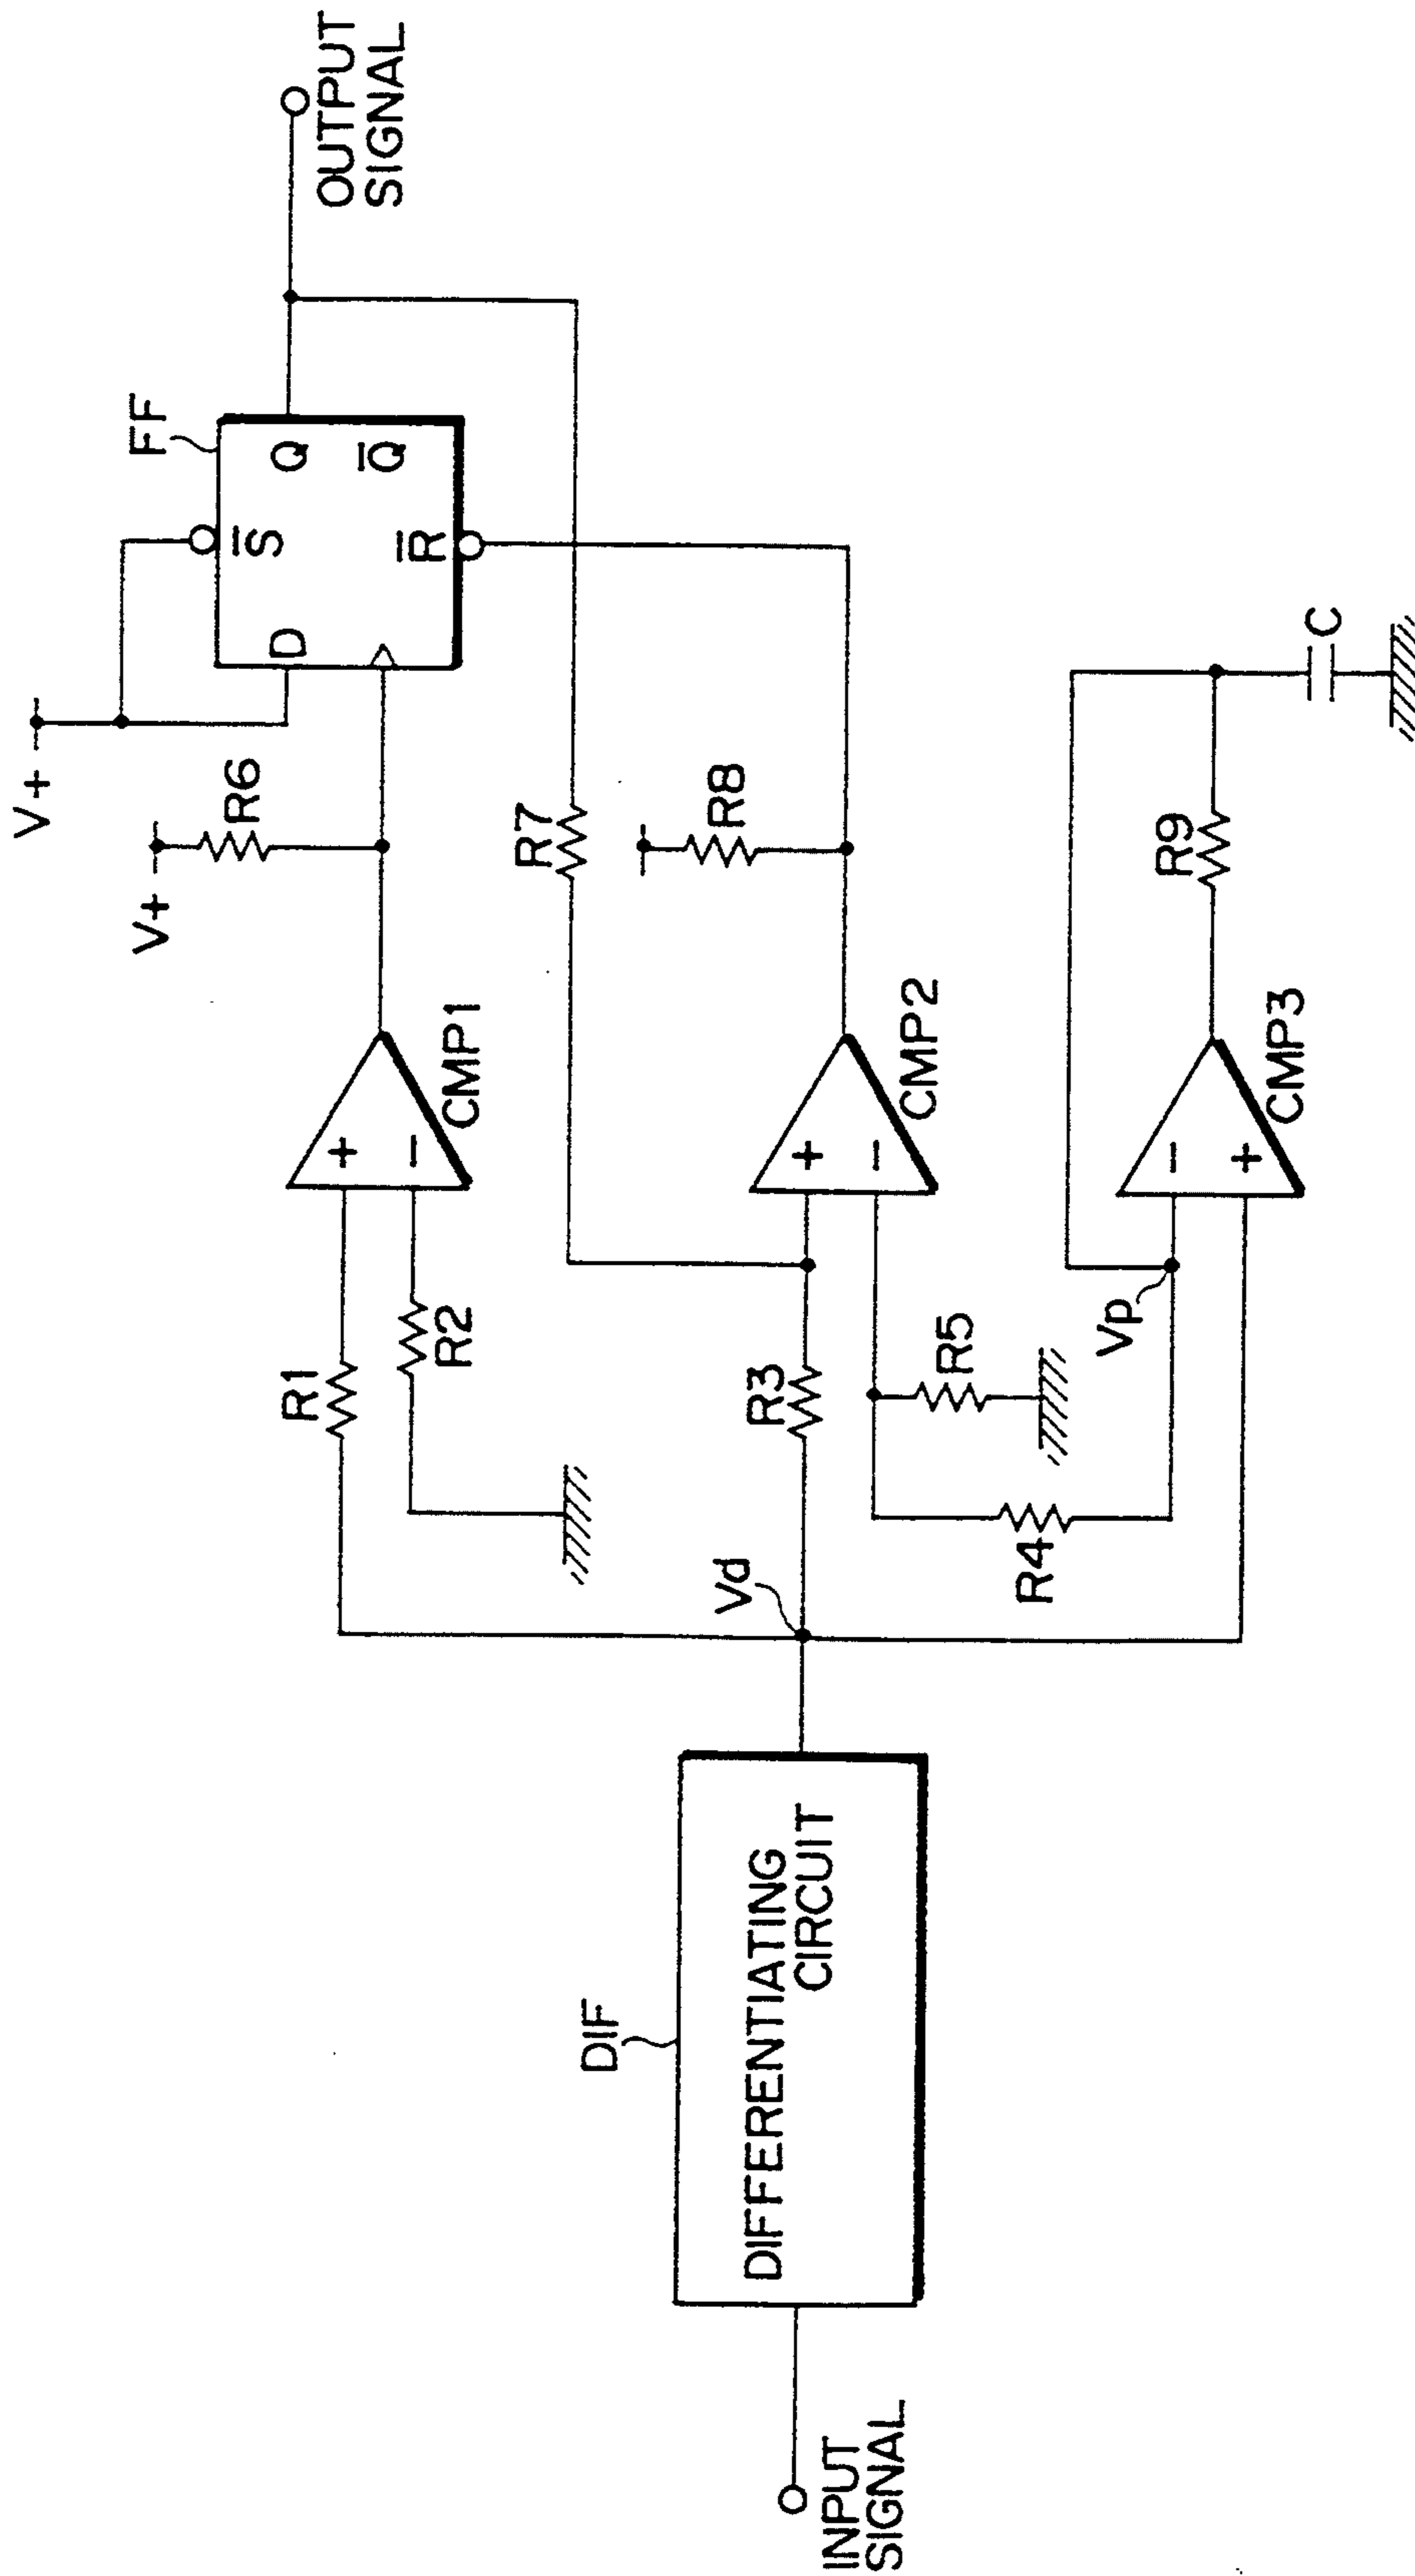 V+
V+
R6
FF
S̅
D
Q
Q̅
R̅
OUTPUT
SIGNAL
R1
+
−
CMP1
R2
R7
R8
DIF
DIFFERENTIATING
CIRCUIT
INPUT
SIGNAL
Vd
R3
+
−
CMP2
R5
R4
Vp
−
+
CMP3
R9
C